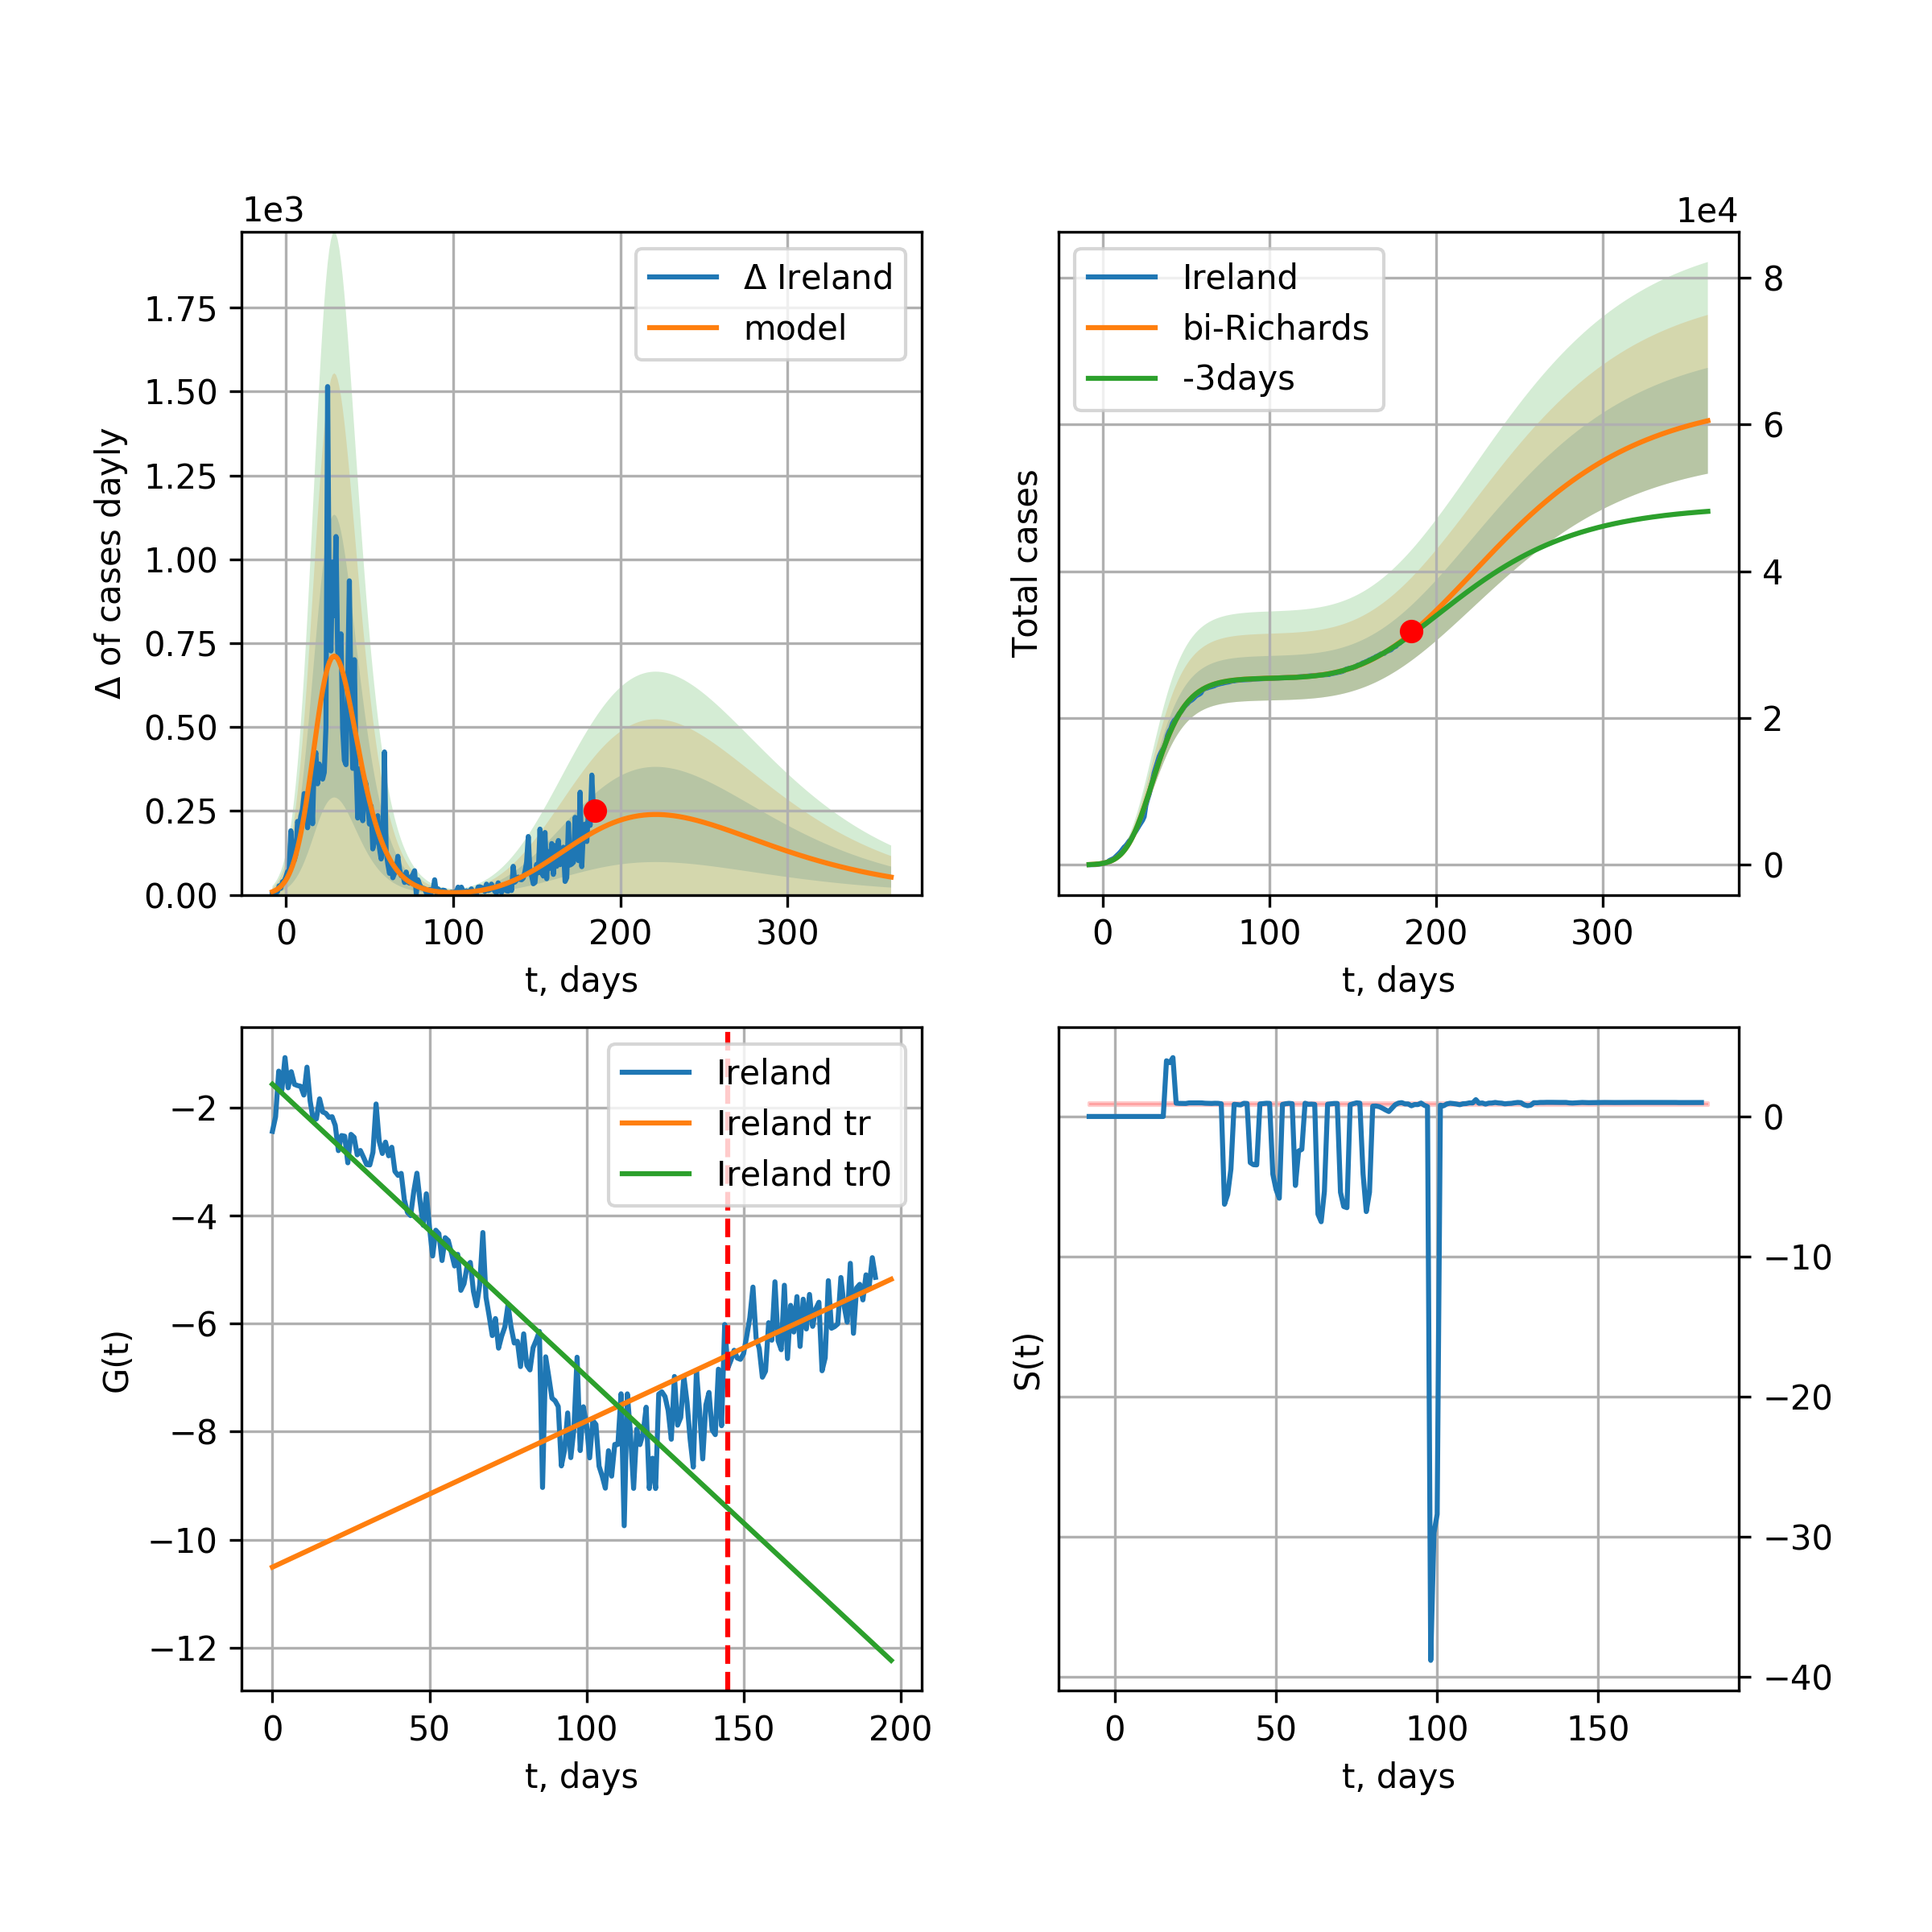 1e3
Δ of cases dayly
1.75
1.50
1.25
1.00
0.75
0.50
0.25
0.00
0 100 200 300
t, days
Δ Ireland
model
1e4
Total cases
8
6
4
2
0
0 100 200 300
t, days
Ireland
bi-Richards
-3days
G(t)
−2
−4
−6
−8
−10
−12
0 50 100 150 200
t, days
Ireland
Ireland tr
Ireland tr0
S(t)
0
−10
−20
−30
−40
0 50 100 150
t, days